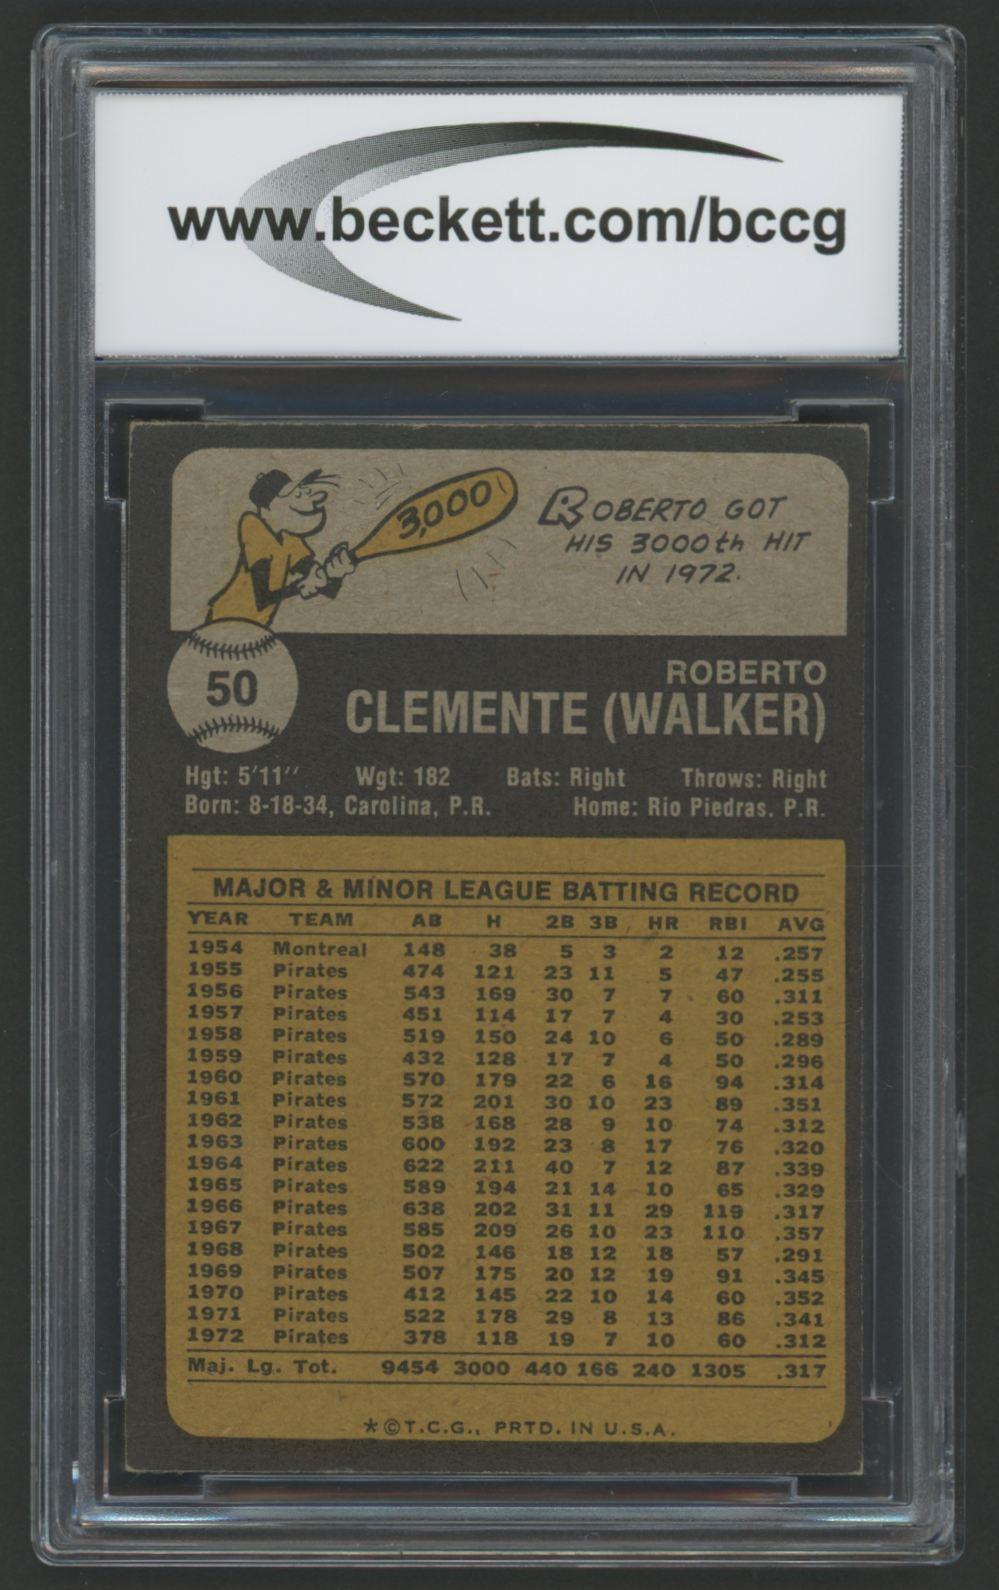 www.beckett.com/bccg
3,000
ROBERTO GOT
HIS 3000th HIT
IN 1972.
50
ROBERTO
CLEMENTE (WALKER)
Hgt: 5'11" Wgt: 182 Bats: Right Throws: Right
Born: 8-18-34, Carolina, P.R. Home: Rio Piedras, P.R.
MAJOR & MINOR LEAGUE BATTING RECORD
YEAR TEAM AB H 2B 3B HR RBI AVG
1954 Montreal 148 38 5 3 2 12 .257
1955 Pirates 474 121 23 11 5 47 .255
1956 Pirates 543 169 30 7 7 60 .311
1957 Pirates 451 114 17 7 4 30 .253
1958 Pirates 519 150 24 10 6 50 .289
1959 Pirates 432 128 17 7 4 50 .296
1960 Pirates 570 179 22 6 16 94 .314
1961 Pirates 572 201 30 10 23 89 .351
1962 Pirates 538 168 28 9 10 74 .312
1963 Pirates 600 192 23 8 17 76 .320
1964 Pirates 622 211 40 7 12 87 .339
1965 Pirates 589 194 21 14 10 65 .329
1966 Pirates 638 202 31 11 29 119 .317
1967 Pirates 585 209 26 10 23 110 .357
1968 Pirates 502 146 18 12 18 57 .291
1969 Pirates 507 175 20 12 19 91 .345
1970 Pirates 412 145 22 10 14 60 .352
1971 Pirates 522 178 29 8 13 86 .341
1972 Pirates 378 118 19 7 10 60 .312
Maj. Lg. Tot. 9454 3000 440 166 240 1305 .317
*©T.C.G., PRTD. IN U.S.A.